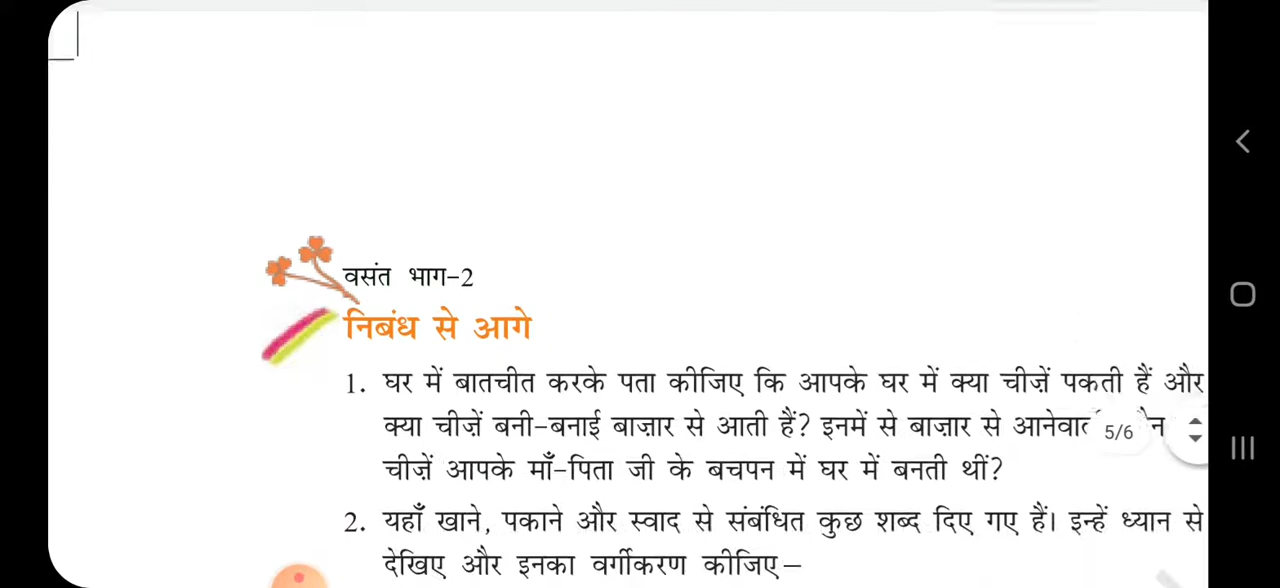 वसंत भाग-2
निबंध से आगे
1. घर में बातचीत करके पता कीजिए कि आपके घर में क्या चीज़ें पकती हैं और
क्या चीज़ें बनी-बनाई बाज़ार से आती हैं? इनमें से बाज़ार से 5/6
चीज़ें आपके माँ-पिता जी के बचपन में घर में बनती थीं?
2. यहाँ खाने, पकाने और स्वाद से संबंधित कुछ शब्द दिए गए हैं। इन्हें ध्यान से
देखिए और इनका वर्गीकरण कीजिए—